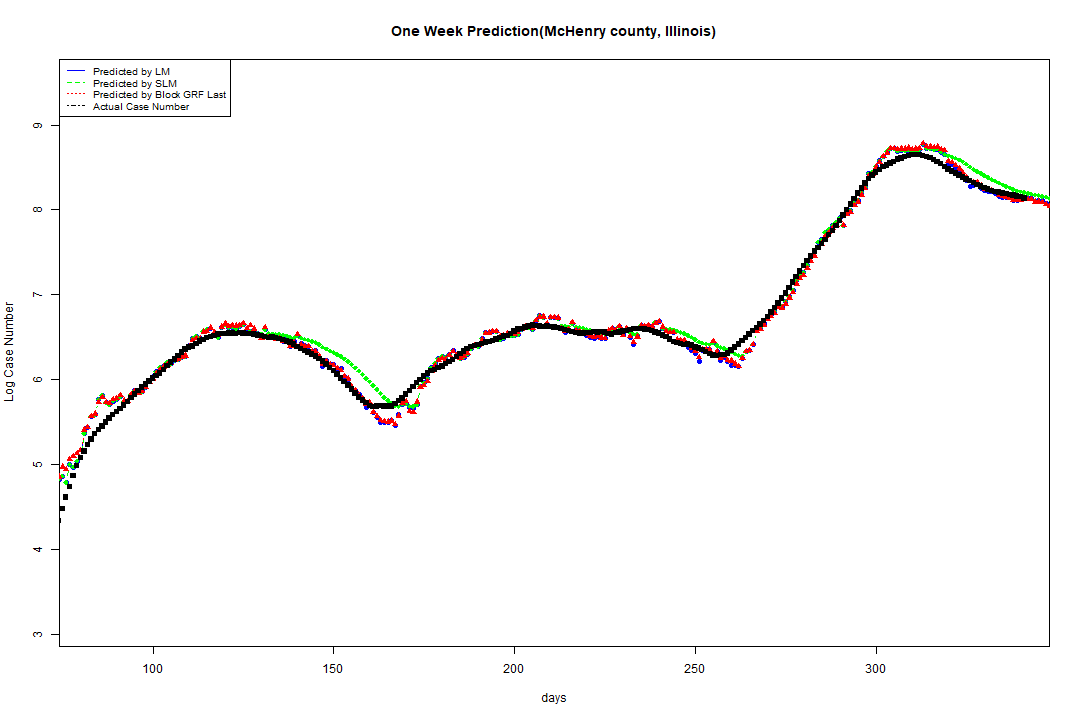 One Week Prediction(McHenry county, Illinois)
Predicted by LM
Predicted by SLM
Predicted by Block GRF Last
Actual Case Number
9
8
7
6
5
4
3
Log Case Number
100 150 200 250 300
days